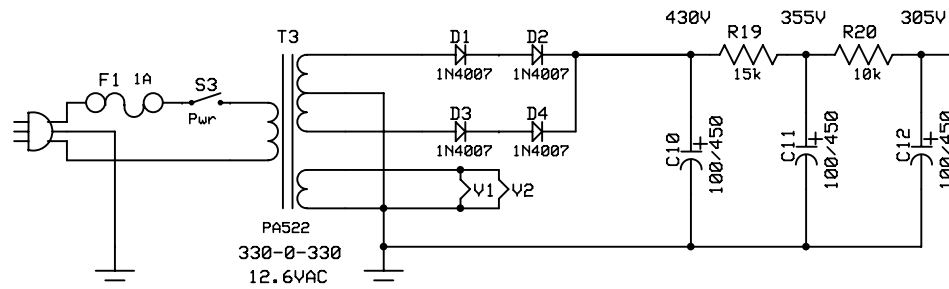 430V
355V
305V
T3
D1
D2
R19
R20
1N4007
1N4007
15k
10k
F1 1A
S3
Pwr
D3
D4
1N4007
1N4007
C10
100/450
C11
100/450
C12
100/450
V1
V2
PA522
330-0-330
12.6VAC